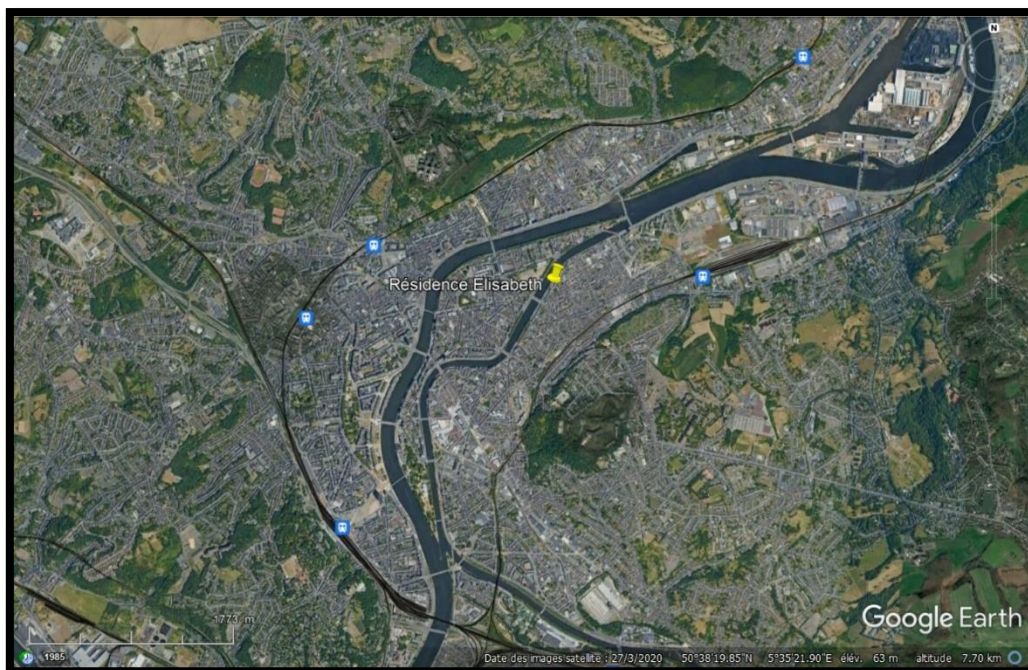 N
Résidence Elisabeth
1773 m
Google Earth
1985
Date des images satellite : 27/3/2020 50°38'19.85"N 5°35'21.90"E élév. 63 m altitude 7.70 km